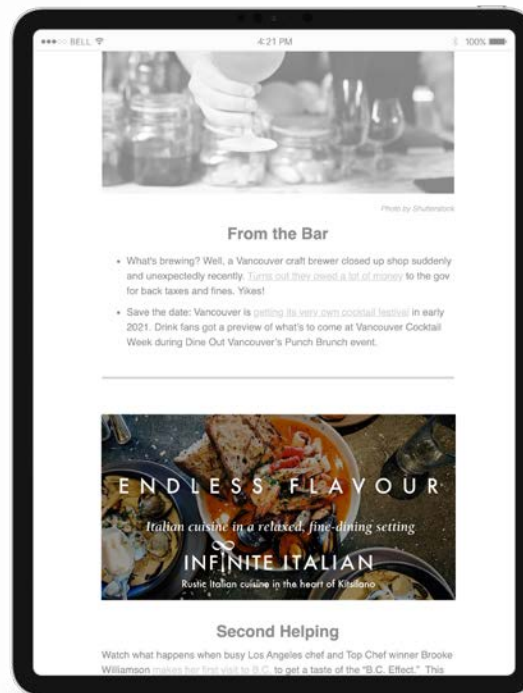 BELL 4:21 PM 100%
Photo by Shutterstock
From the Bar
• What's brewing? Well, a Vancouver craft brewer closed up shop suddenly
and unexpectedly recently. Turns out they owed a lot of money to the gov
for back taxes and fines. Yikes!
• Save the date: Vancouver is getting its very own cocktail festival in early
2021. Drink fans got a preview of what's to come at Vancouver Cocktail
Week during Dine Out Vancouver's Punch Brunch event.
ENDLESS FLAVOUR
Italian cuisine in a relaxed, fine-dining setting
INFINITE ITALIAN
Rustic Italian cuisine in the heart of Kitsilano
Second Helping
Watch what happens when busy Los Angeles chef and Top Chef winner Brooke
Williamson makes her first visit to B.C. to get a taste of the “B.C. Effect.” This